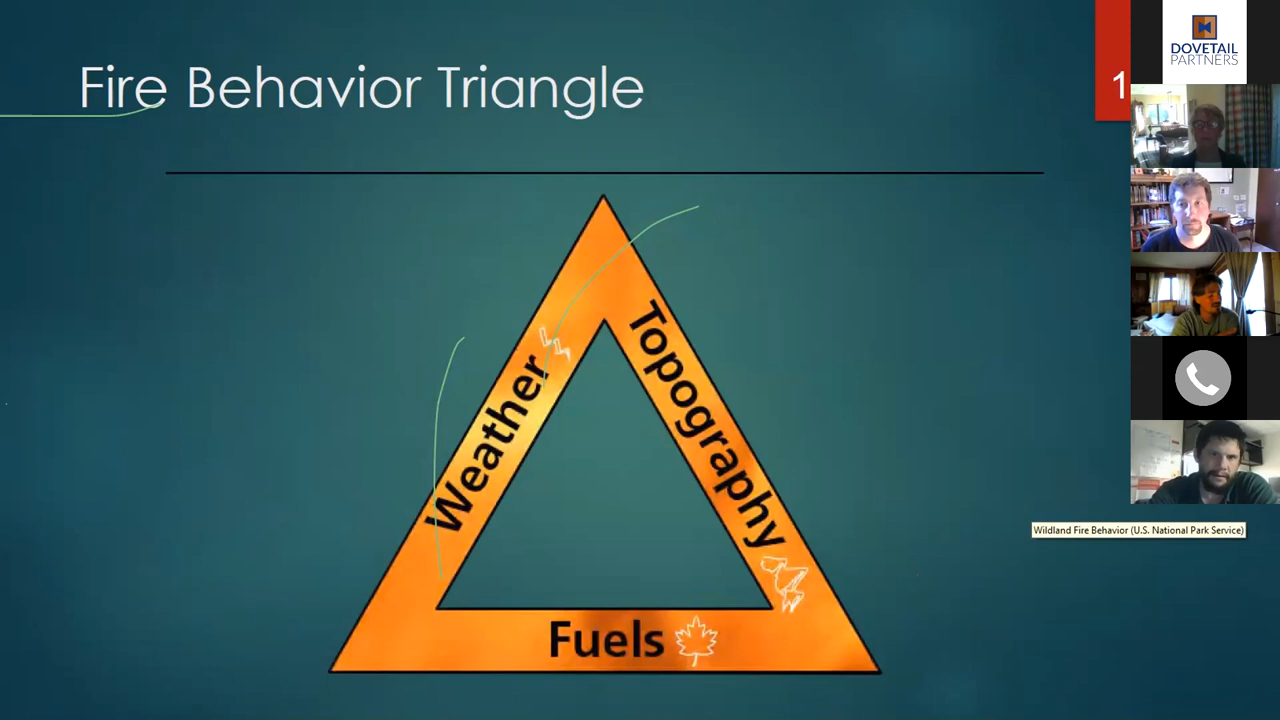 Fire Behavior Triangle
1
DOVETAIL
PARTNERS
Weather
Topography
Fuels
Wildland Fire Behavior (U.S. National Park Service)